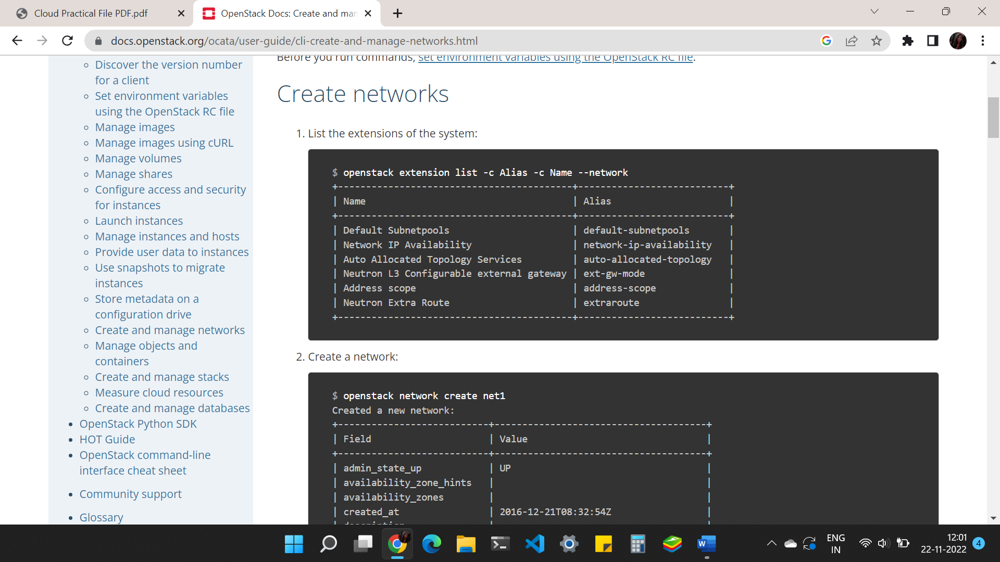 Cloud Practical File PDF.pdf
OpenStack Docs: Create and man
docs.openstack.org/ocata/user-guide/cli-create-and-manage-networks.html
Discover the version number
for a client
Set environment variables
using the OpenStack RC file
Manage images
Manage images using cURL
Manage volumes
Manage shares
Configure access and security
for instances
Launch instances
Manage instances and hosts
Provide user data to instances
Use snapshots to migrate
instances
Store metadata on a
configuration drive
Create and manage networks
Manage objects and
containers
Create and manage stacks
Measure cloud resources
Create and manage databases
OpenStack Python SDK
HOT Guide
OpenStack command-line
interface cheat sheet
Community support
Glossary
Before you run commands, set environment variables using the OpenStack RC file.
Create networks
1. List the extensions of the system:
$ openstack extension list -c Alias -c Name --network
+------------------------------------------+---------------------------+
| Name                                     | Alias                     |
+------------------------------------------+---------------------------+
| Default Subnetpools                      | default-subnetpools       |
| Network IP Availability                  | network-ip-availability   |
| Auto Allocated Topology Services         | auto-allocated-topology   |
| Neutron L3 Configurable external gateway | ext-gw-mode               |
| Address scope                            | address-scope             |
| Neutron Extra Route                      | extraroute                |
+------------------------------------------+---------------------------+
2. Create a network:
$ openstack network create net1
Created a new network:
+---------------------------+--------------------------------------+
| Field                     | Value                                |
+---------------------------+--------------------------------------+
| admin_state_up            | UP                                   |
| availability_zone_hints   |                                      |
| availability_zones        |                                      |
| created_at                | 2016-12-21T08:32:54Z                 |
| description               |                                      |
W
ENG
IN
12:01
22-11-2022
4